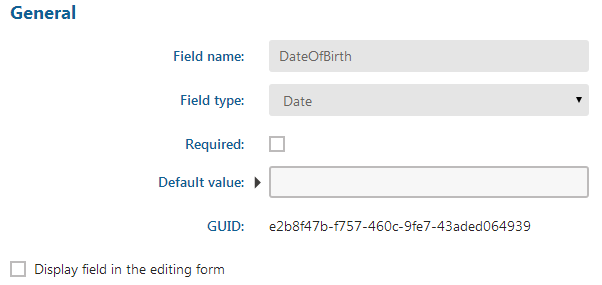 General
Field name: DateOfBirth
Field type: Date
Required:
Default value:
GUID: e2b8f47b-f757-460c-9fe7-43aded064939
Display field in the editing form